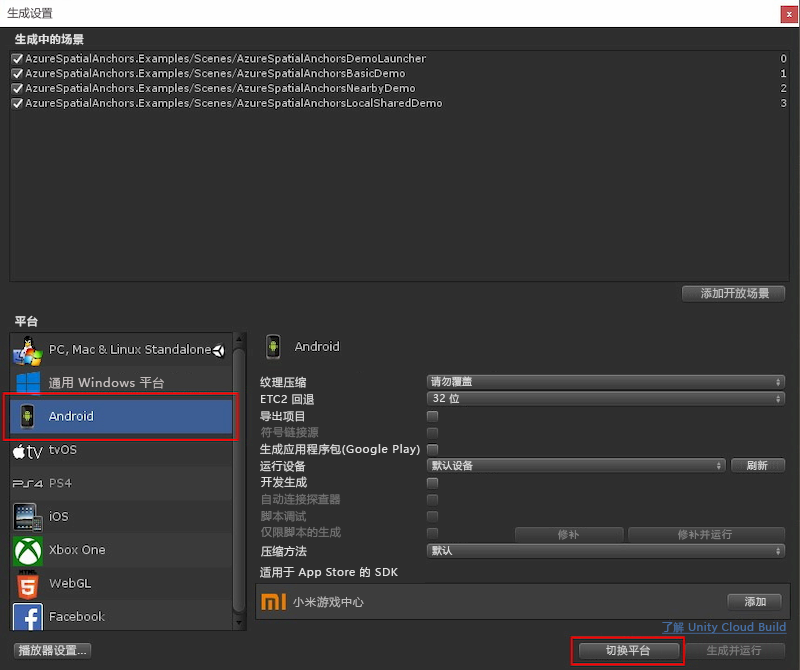 生成设置
生成中的场景
AzureSpatialAnchors.Examples/Scenes/AzureSpatialAnchorsDemoLauncher 0
AzureSpatialAnchors.Examples/Scenes/AzureSpatialAnchorsBasicDemo 1
AzureSpatialAnchors.Examples/Scenes/AzureSpatialAnchorsNearbyDemo 2
AzureSpatialAnchors.Examples/Scenes/AzureSpatialAnchorsLocalSharedDemo 3
添加开放场景
平台
PC, Mac & Linux Standalone
通用 Windows 平台
Android
tv tvOS
PS4 PS4
iOS
Xbox One
HTML 5 WebGL
f Facebook
播放器设置...
Android
纹理压缩 请勿覆盖
ETC2 回退 32 位
导出项目
符号链接源
生成应用程序包(Google Play)
运行设备 默认设备 刷新
开发生成
自动连接探查器
脚本调试
仅限脚本的生成 修补 修补并运行
压缩方法 默认
适用于 App Store 的 SDK
小米游戏中心 添加
了解 Unity Cloud Build
切换平台 生成并运行